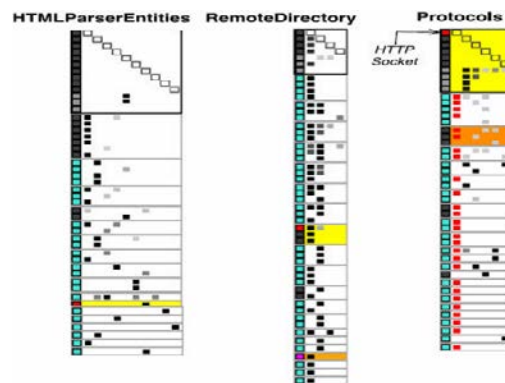 HTMLParserEntities
RemoteDirectory
Protocols
HTTP
Socket